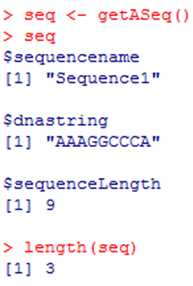 > seq <- getASeq()
> seq
$sequencename
[1] "Sequence1"
$dnastring
[1] "AAAGGCCCA"
$sequenceLength
[1] 9
> length(seq)
[1] 3